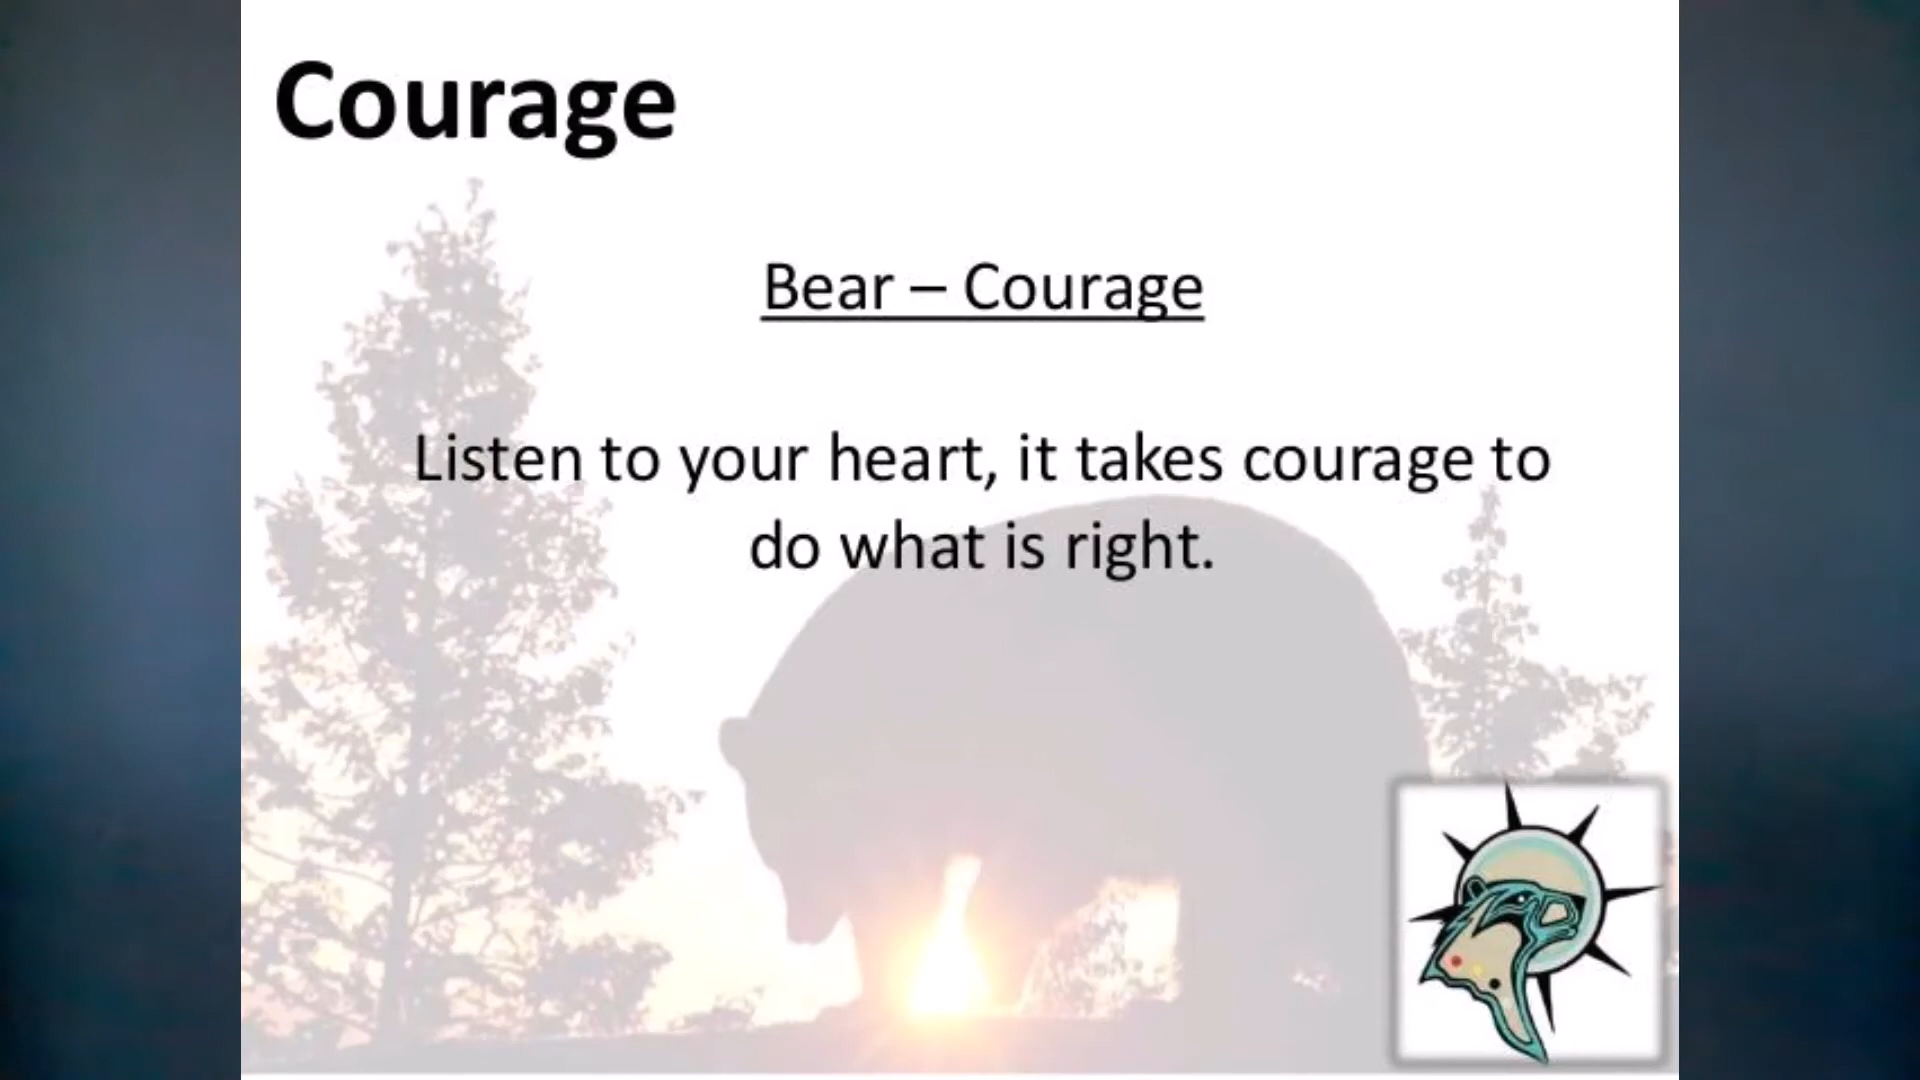 Courage
Bear – Courage
Listen to your heart, it takes courage to
do what is right.